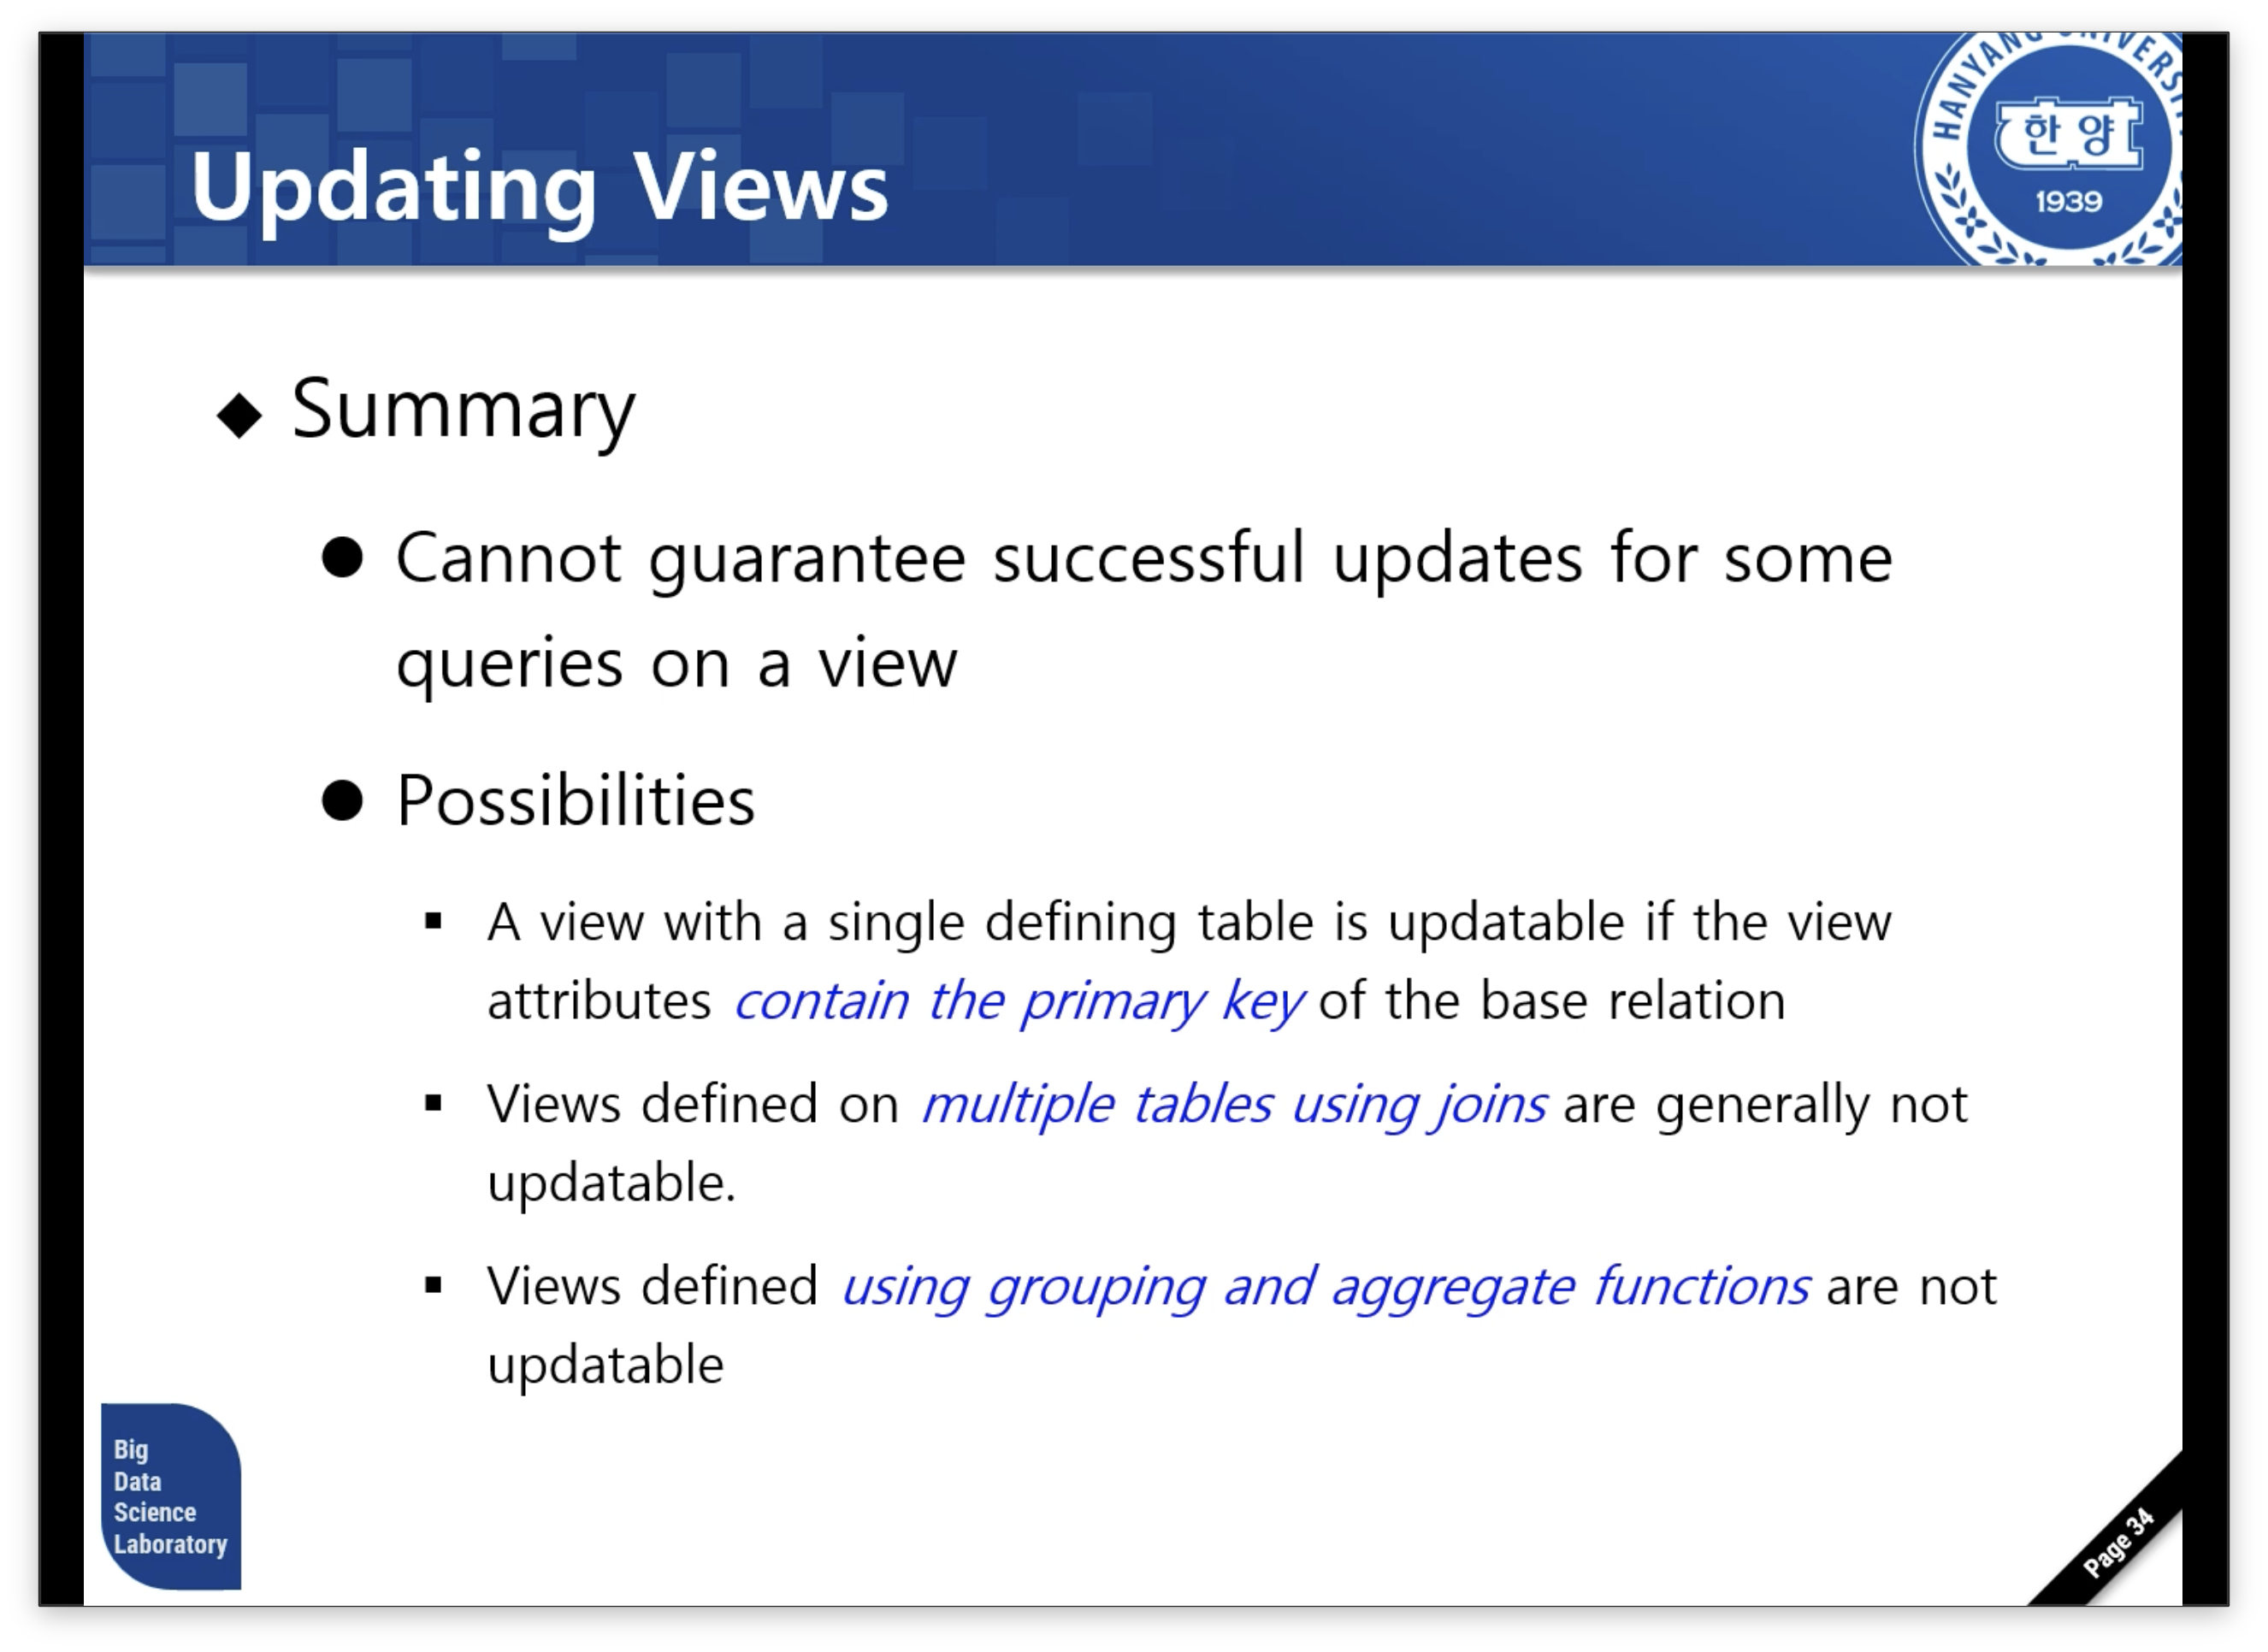 Updating Views
HANYANG UNIVERSIT
한양
1939
◆ Summary
● Cannot guarantee successful updates for some
queries on a view
● Possibilities
▪ A view with a single defining table is updatable if the view
attributes contain the primary key of the base relation
▪ Views defined on multiple tables using joins are generally not
updatable.
▪ Views defined using grouping and aggregate functions are not
updatable
Big
Data
Science
Laboratory
Page 34